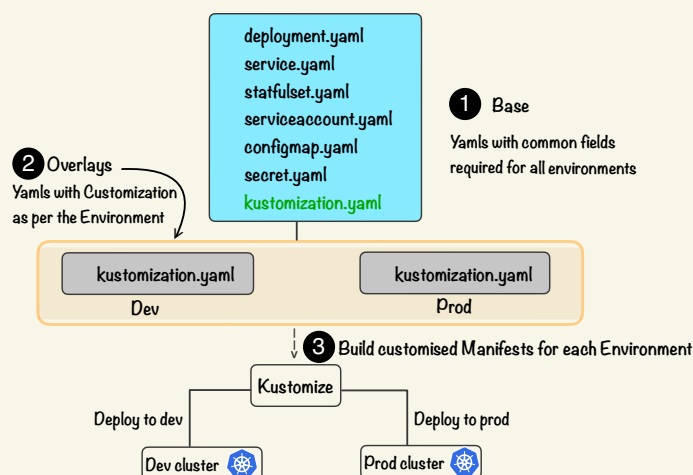 deployment.yaml
service.yaml
statfulset.yaml
serviceaccount.yaml
configmap.yaml
secret.yaml
kustomization.yaml
1 Base
Yamls with common fields
required for all environments
2 Overlays
Yamls with Customization
as per the Environment
kustomization.yaml
Dev
kustomization.yaml
Prod
3 Build customised Manifests for each Environment
Kustomize
Deploy to dev
Deploy to prod
Dev cluster
Prod cluster